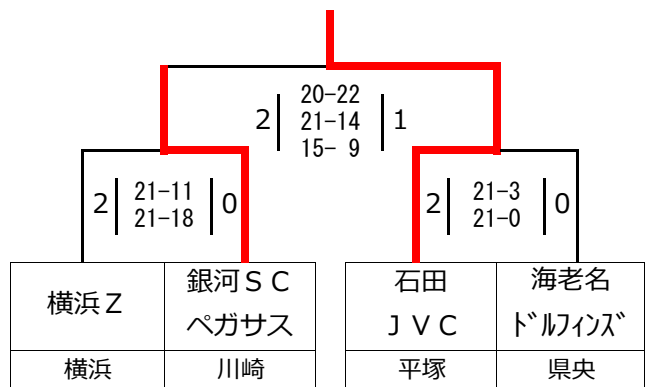 20-22
2 21-14 1
15- 9
2 21-11 0
21-18
2 21-3 0
21-0
横浜Ｚ
銀河ＳＣ
ペガサス
石田
ＪＶＣ
海老名
ﾄﾞﾙﾌｨﾝｽﾞ
横浜
川崎
平塚
県央